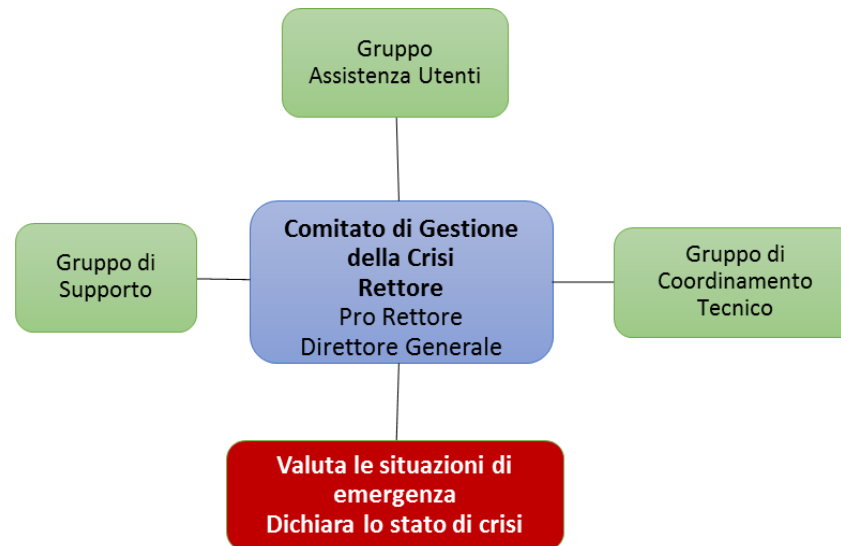 Gruppo
Assistenza Utenti
Gruppo di
Supporto
Comitato di Gestione
della Crisi
Rettore
Pro Rettore
Direttore Generale
Gruppo di
Coordinamento
Tecnico
Valuta le situazioni di
emergenza
Dichiara lo stato di crisi